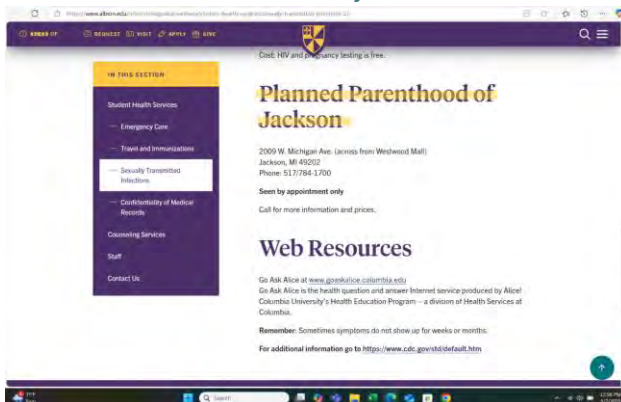 www.albion.edu
REQUEST VISIT APPLY GIVE
Cost: HIV and pregnancy testing is free.
IN THIS SECTION
Student Health Services
— Emergency Care
— Travel and Immunizations
— Sexually Transmitted
Infections
— Confidentiality of Medical
Records
Counseling Services
Staff
Contact Us
Planned Parenthood of
Jackson
2009 W. Michigan Ave. (across from Westwood Mall)
Jackson, MI 49202
Phone: 517/784-1700
Seen by appointment only
Call for more information and prices.
Web Resources
Go Ask Alice at www.goaskalice.columbia.edu
Go Ask Alice is the health question and answer Internet service produced by Alice!
Columbia University's Health Education Program – a division of Health Services at
Columbia.
Remember: Sometimes symptoms do not show up for weeks or months.
For additional information go to https://www.cdc.gov/std/default.htm
Search